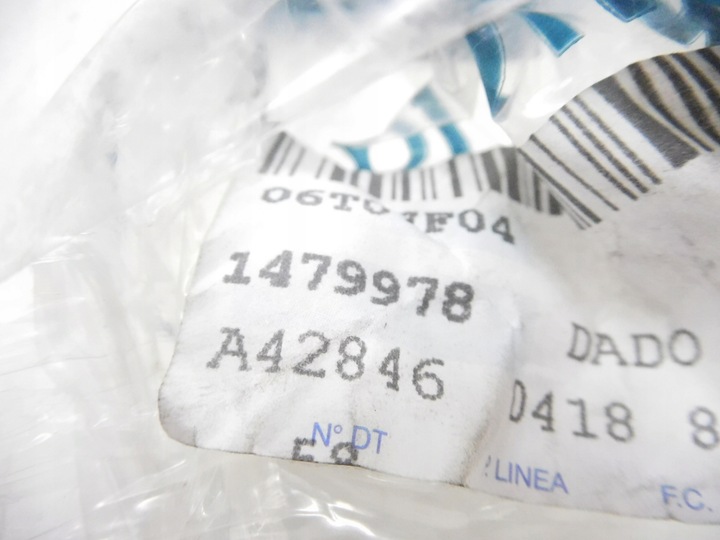 1479978
A42846
DADO
0418 8
N° DT
LINEA
F.C.